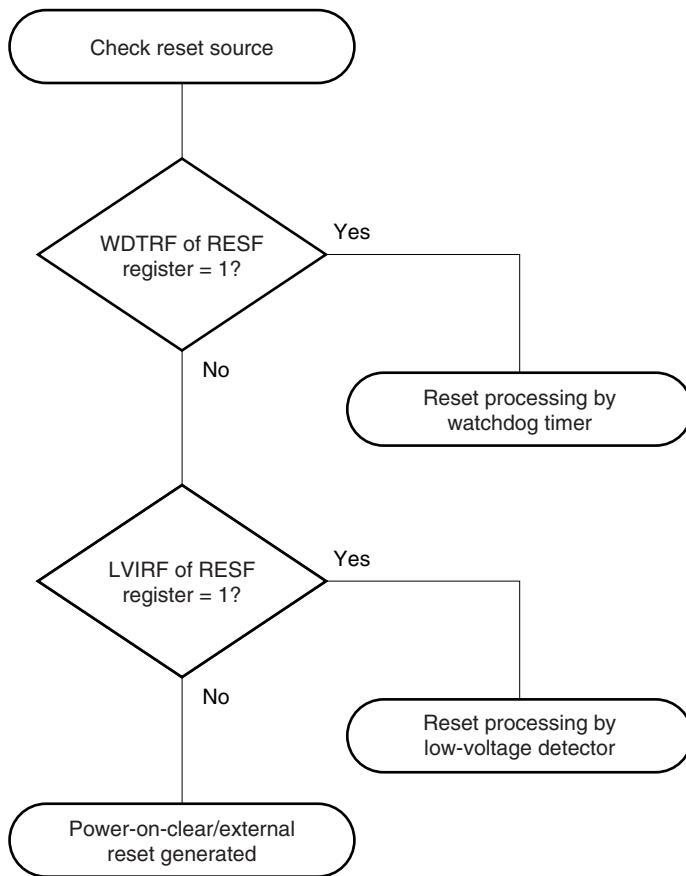 Check reset source
WDTRF of RESF
register = 1?
Yes
No
Reset processing by
watchdog timer
LVIRF of RESF
register = 1?
Yes
No
Reset processing by
low-voltage detector
Power-on-clear/external
reset generated